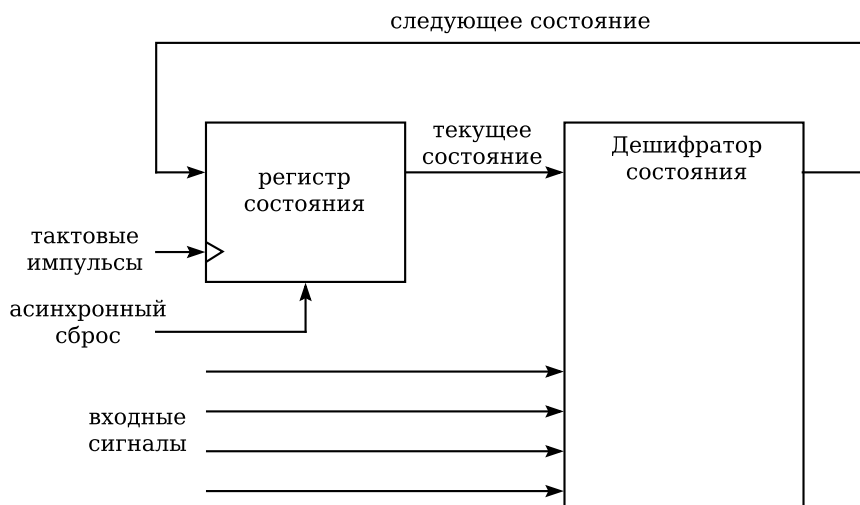 следующее состояние
текущее
состояние
Дешифратор
состояния
регистр
состояния
тактовые
импульсы
асинхронный
сброс
входные
сигналы